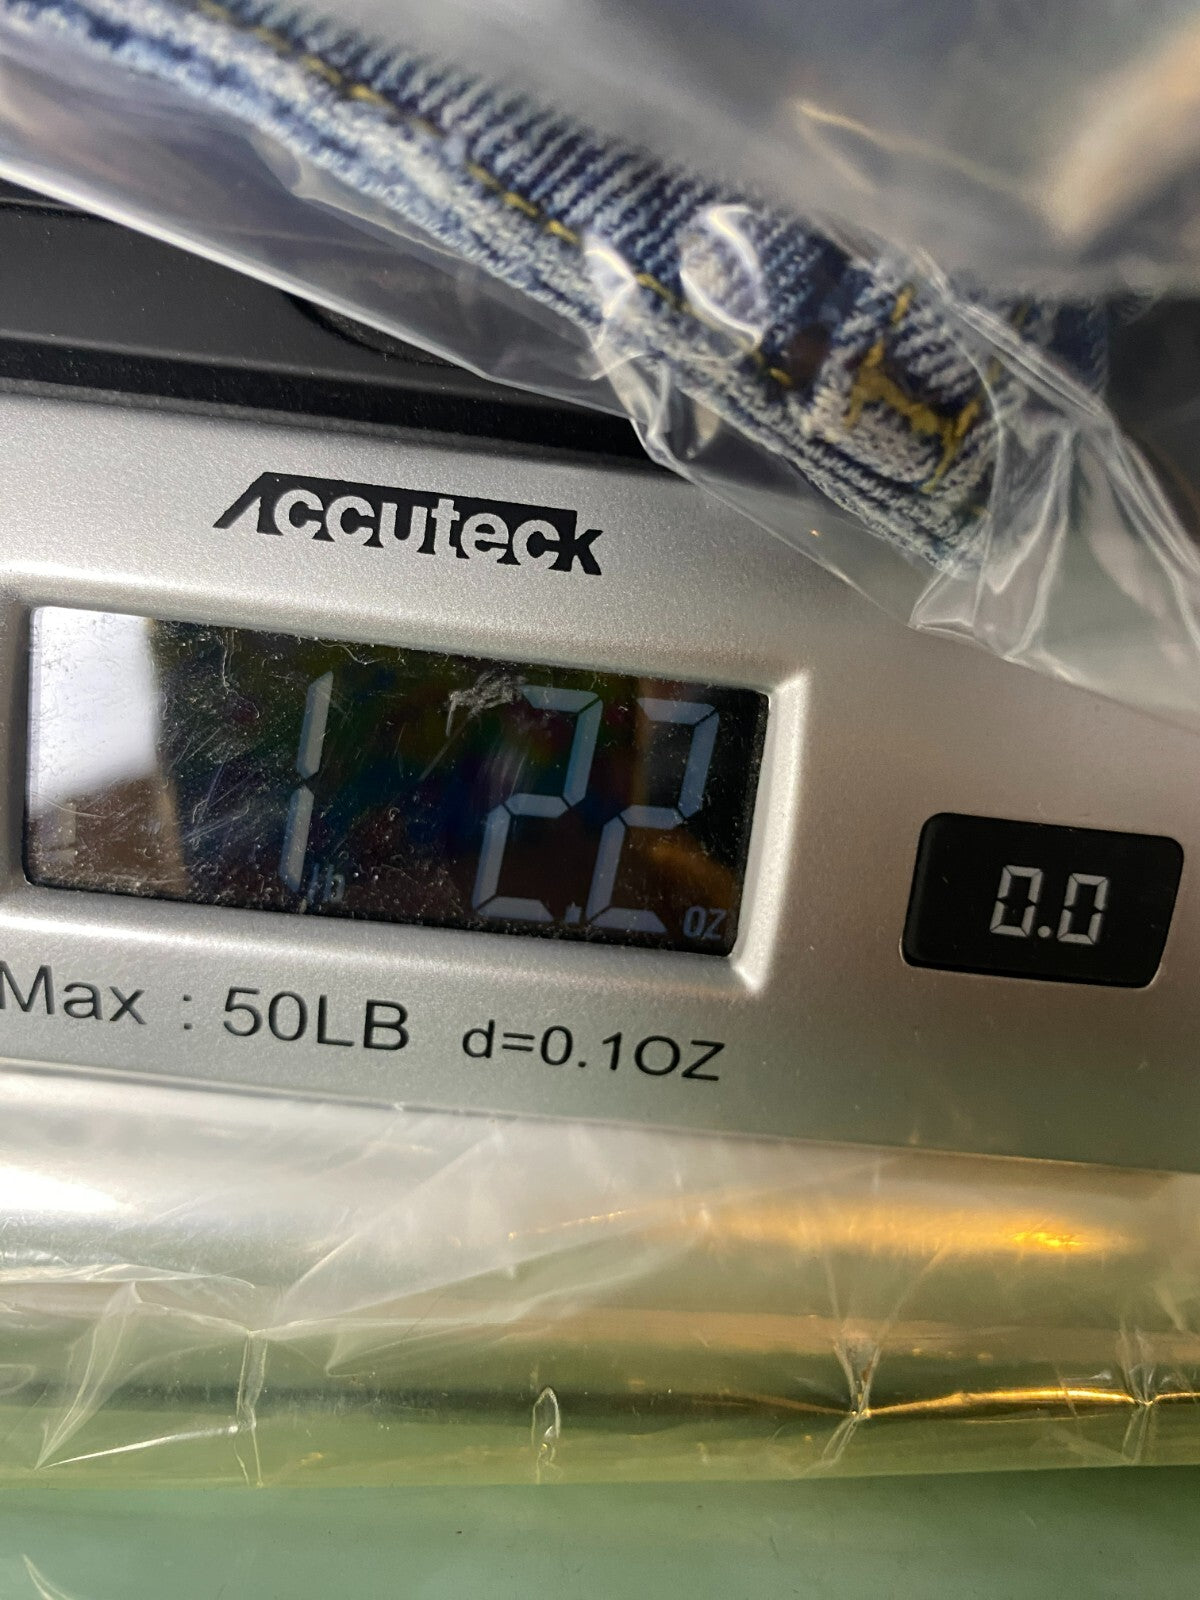 Accuteck
1 lb 2.2 oz
0.0
Max : 50LB d=0.1OZ